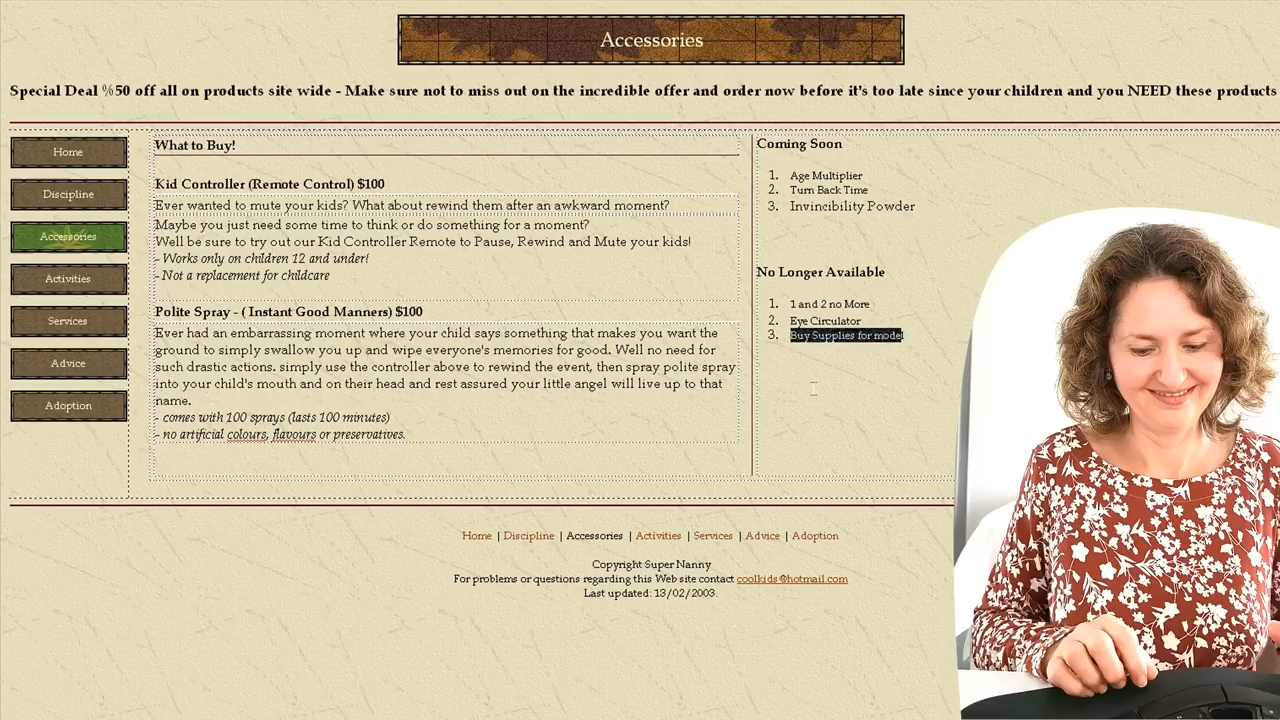 Accessories
Special Deal %50 off all on products site wide - Make sure not to miss out on the incredible offer and order now before it's too late since your children and you NEED these products
Home
Discipline
Accessories
Activities
Services
Advice
Adoption
What to Buy!
Kid Controller (Remote Control) $100
Ever wanted to mute your kids? What about rewind them after an awkward moment?
Maybe you just need some time to think or do something for a moment?
Well be sure to try out our Kid Controller Remote to Pause, Rewind and Mute your kids!
- Works only on children 12 and under!
- Not a replacement for childcare
Polite Spray - ( Instant Good Manners) $100
Ever had an embarrassing moment where your child says something that makes you want the
ground to simply swallow you up and wipe everyone's memories for good. Well no need for
such drastic actions. simply use the controller above to rewind the event, then spray polite spray
into your child's mouth and on their head and rest assured your little angel will live up to that
name.
- comes with 100 sprays (lasts 100 minutes)
- no artificial colours, flavours or preservatives.
Coming Soon
1. Age Multiplier
2. Turn Back Time
3. Invincibility Powder
No Longer Available
1. 1 and 2 no More
2. Eye Circulator
3. Buy Supplies for
Home | Discipline | Accessories | Activities | Services | Advice | Adoption
Copyright Super Nanny
For problems or questions regarding this Web site contact coolkids@hotmail.com
Last updated: 13/02/2003.